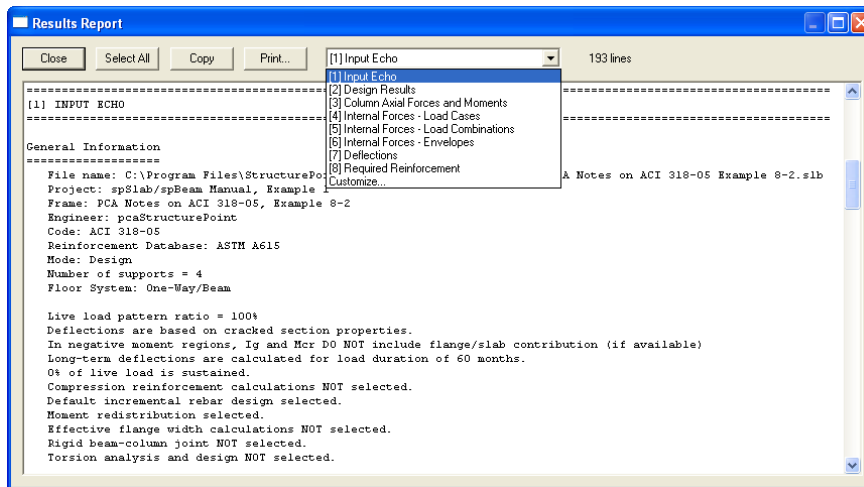 Results Report
Close Select All Copy Print... [1] Input Echo 193 lines
[1] Input Echo
[2] Design Results
[3] Column Axial Forces and Moments
[4] Internal Forces - Load Cases
[5] Internal Forces - Load Combinations
[6] Internal Forces - Envelopes
[7] Deflections
[8] Required Reinforcement
Customize...
[1] INPUT ECHO
General Information
File name: C:\Program Files\StructurePo A Notes on ACI 318-05 Example 8-2.slb
Project: spSlab/spBeam Manual, Example
Frame: PCA Notes on ACI 318-05, Example 8-2
Engineer: pcaStructurePoint
Code: ACI 318-05
Reinforcement Database: ASTM A615
Mode: Design
Number of supports = 4
Floor System: One-Way/Beam
Live load pattern ratio = 100%
Deflections are based on cracked section properties.
In negative moment regions, Ig and Mcr DO NOT include flange/slab contribution (if available)
Long-term deflections are calculated for load duration of 60 months.
0% of live load is sustained.
Compression reinforcement calculations NOT selected.
Default incremental rebar design selected.
Moment redistribution selected.
Effective flange width calculations NOT selected.
Rigid beam-column joint NOT selected.
Torsion analysis and design NOT selected.